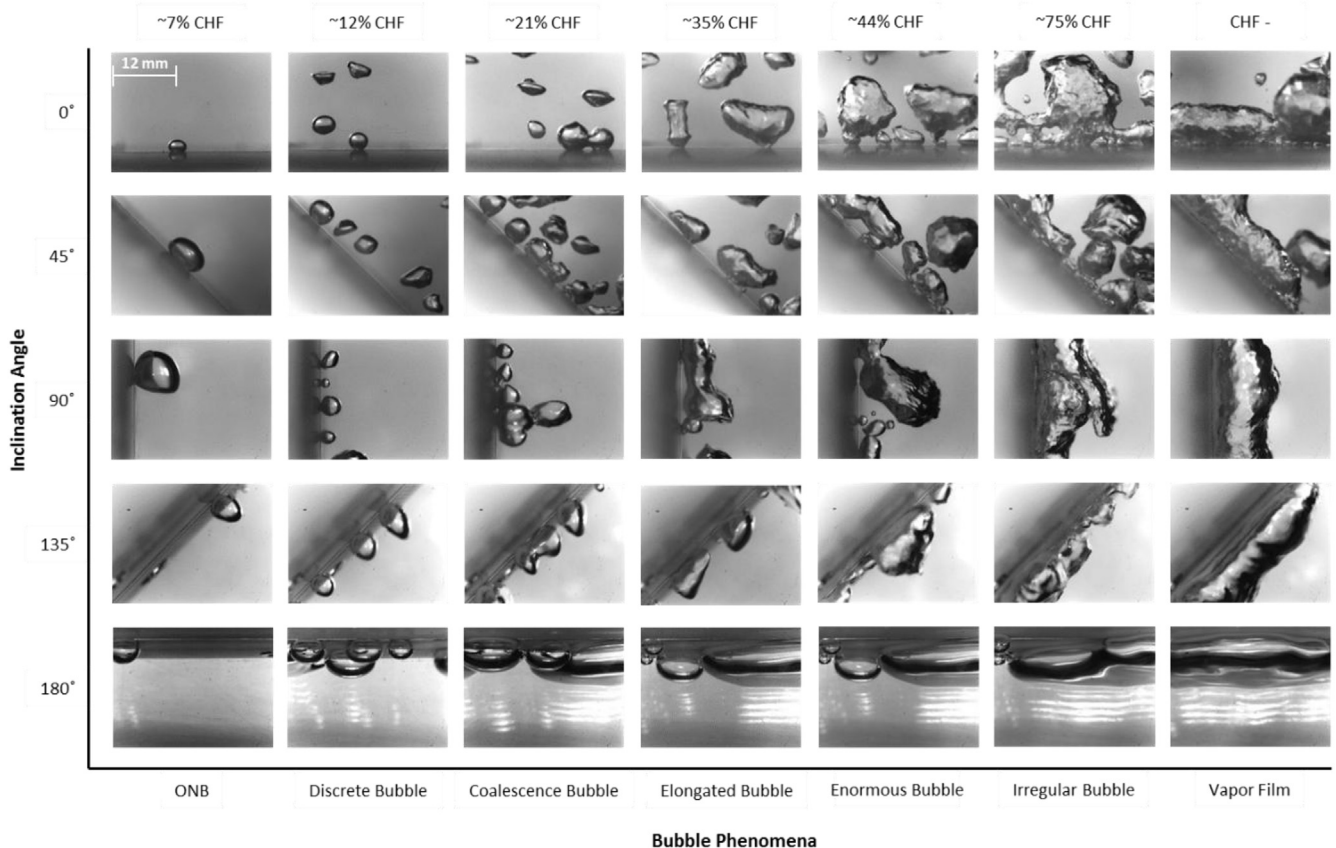 ~7% CHF
~12% CHF
~21% CHF
~35% CHF
~44% CHF
~75% CHF
CHF -
12 mm
0˚
45˚
90˚
135˚
180˚
Inclination Angle
ONB
Discrete Bubble
Coalescence Bubble
Elongated Bubble
Enormous Bubble
Irregular Bubble
Vapor Film
Bubble Phenomena